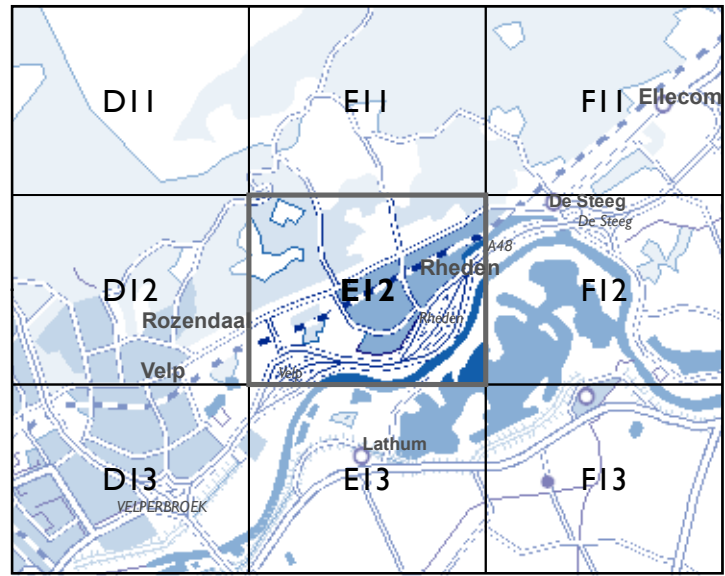 D11
E11
F11
Ellecom
De Steeg
De Steeg
A48
Rheden
D12
E12
F12
Rozendaal
Rheden
Velp
Velp
Lathum
D13
E13
F13
VELPERBROEK